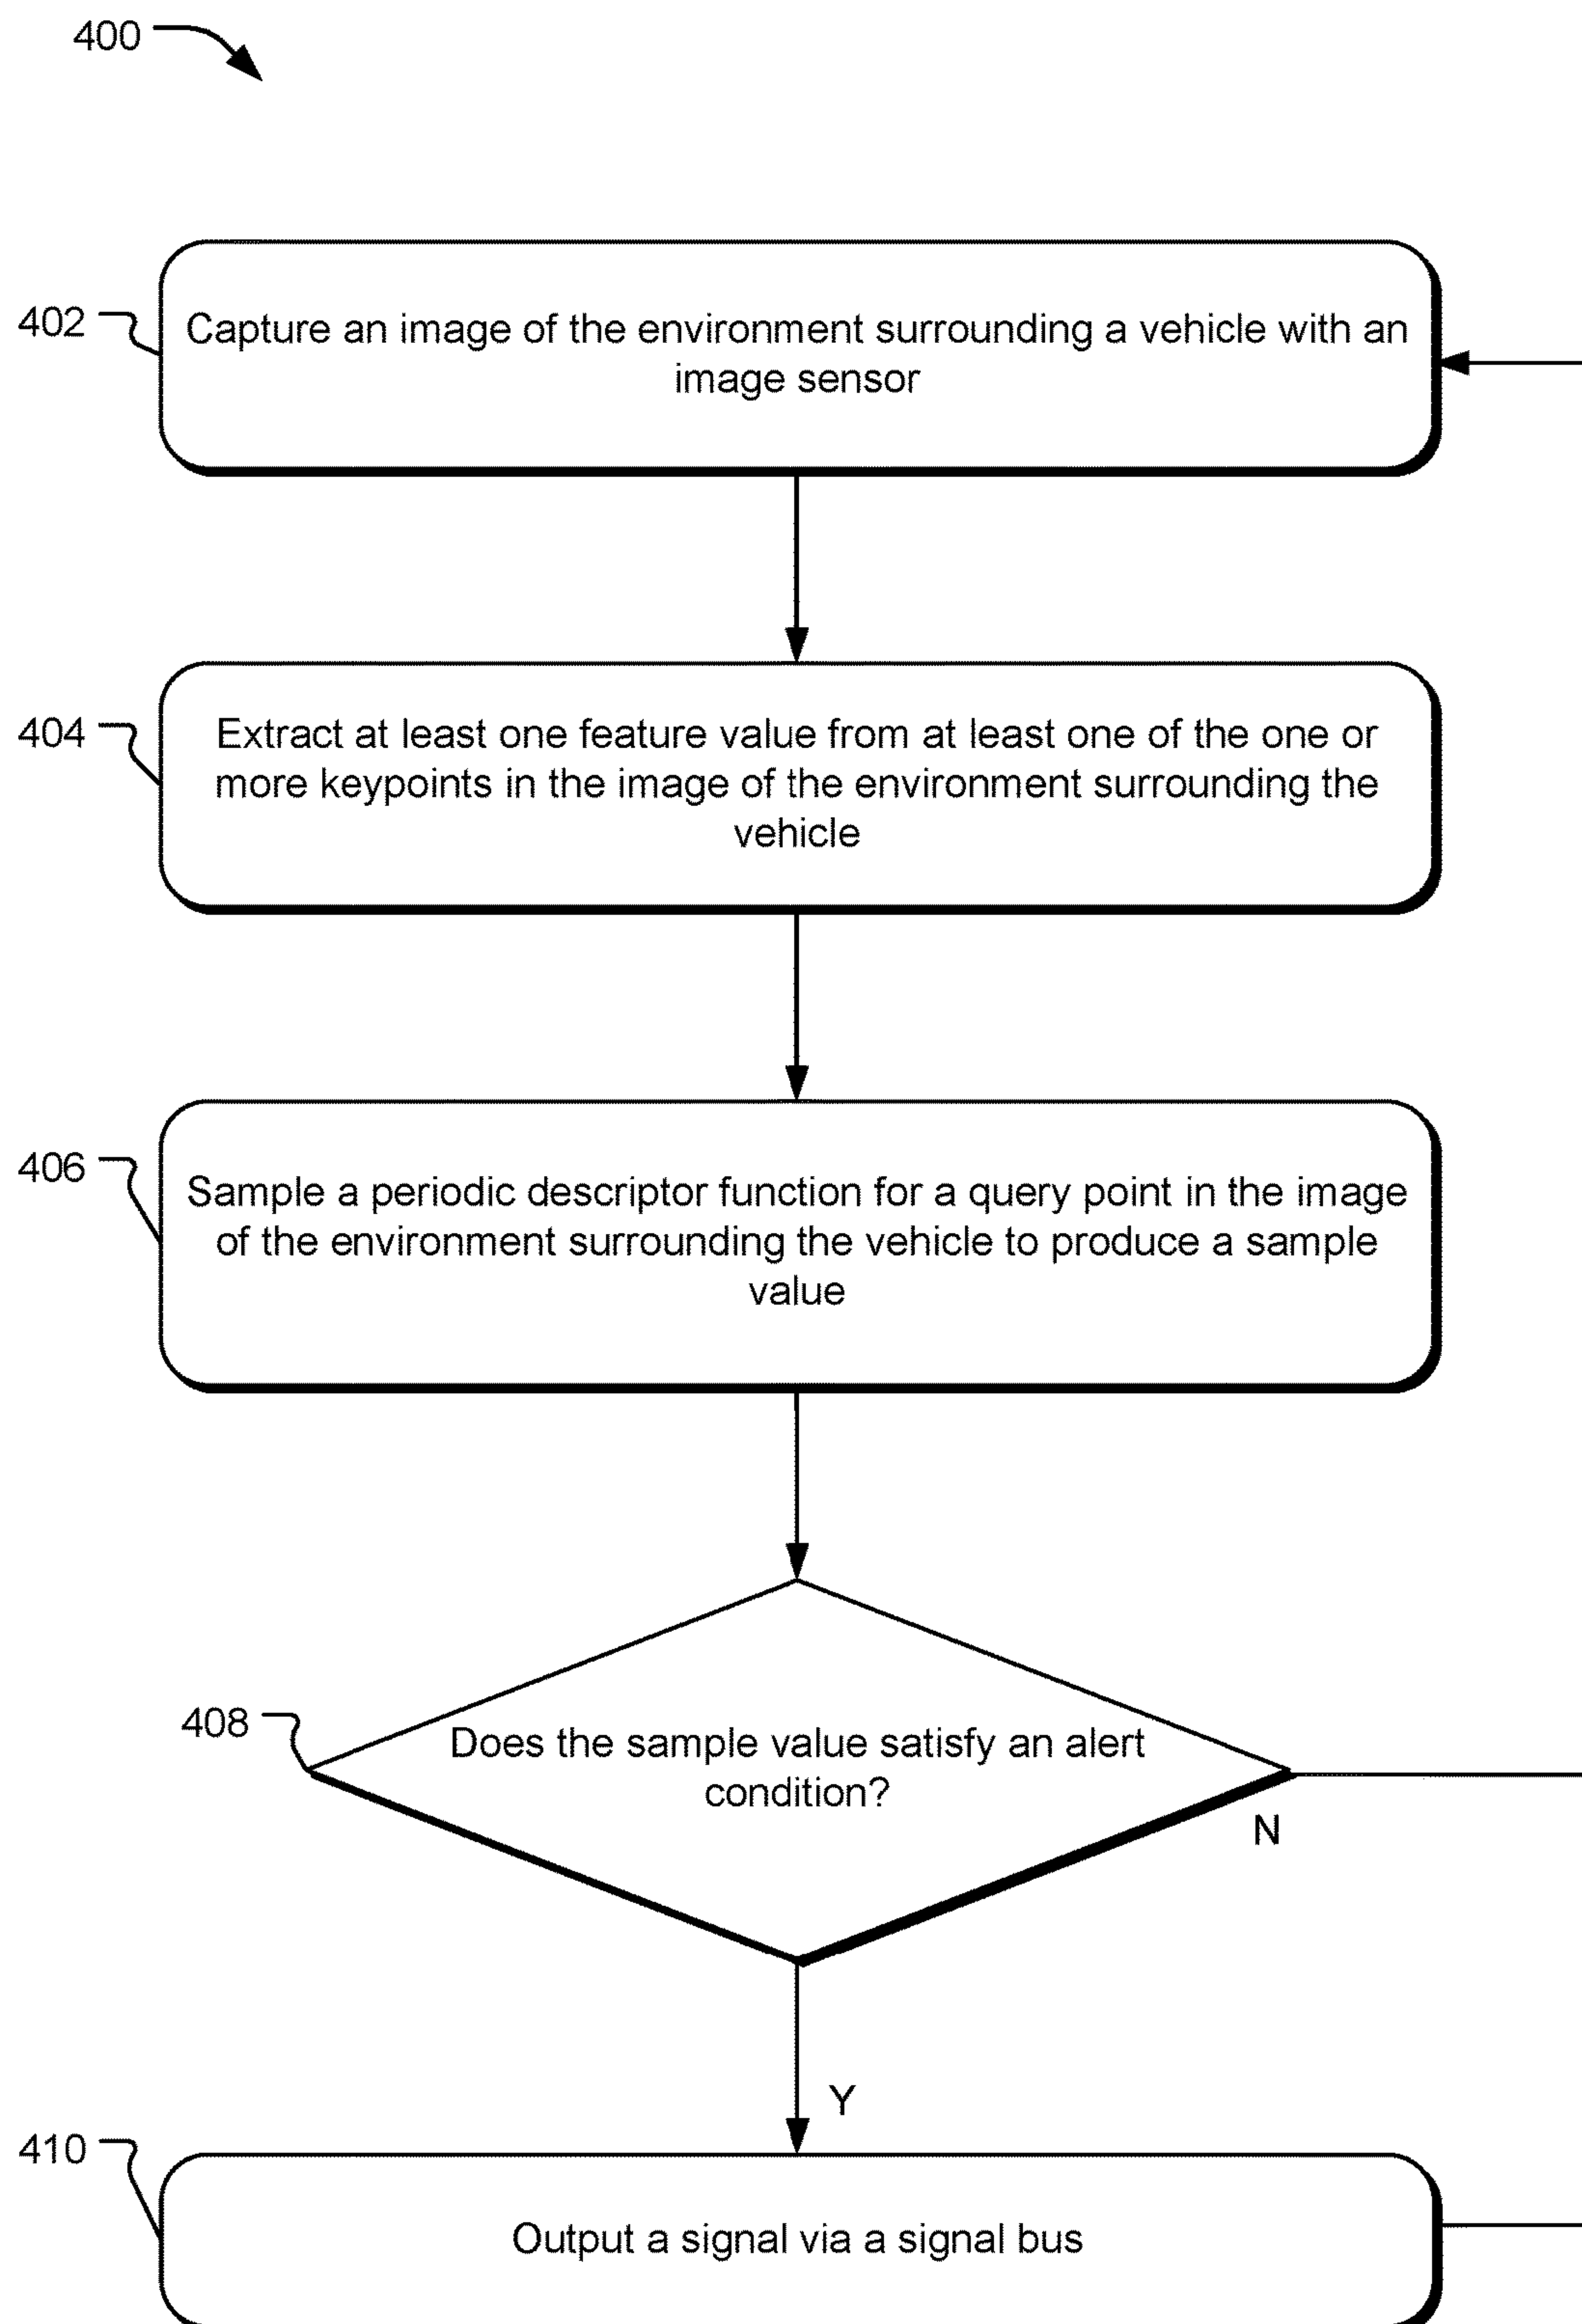 400
402
Capture an image of the environment surrounding a vehicle with an
image sensor
404
Extract at least one feature value from at least one of the one or
more keypoints in the image of the environment surrounding the
vehicle
406
Sample a periodic descriptor function for a query point in the image
of the environment surrounding the vehicle to produce a sample
value
408
Does the sample value satisfy an alert
condition?
N
Y
410
Output a signal via a signal bus